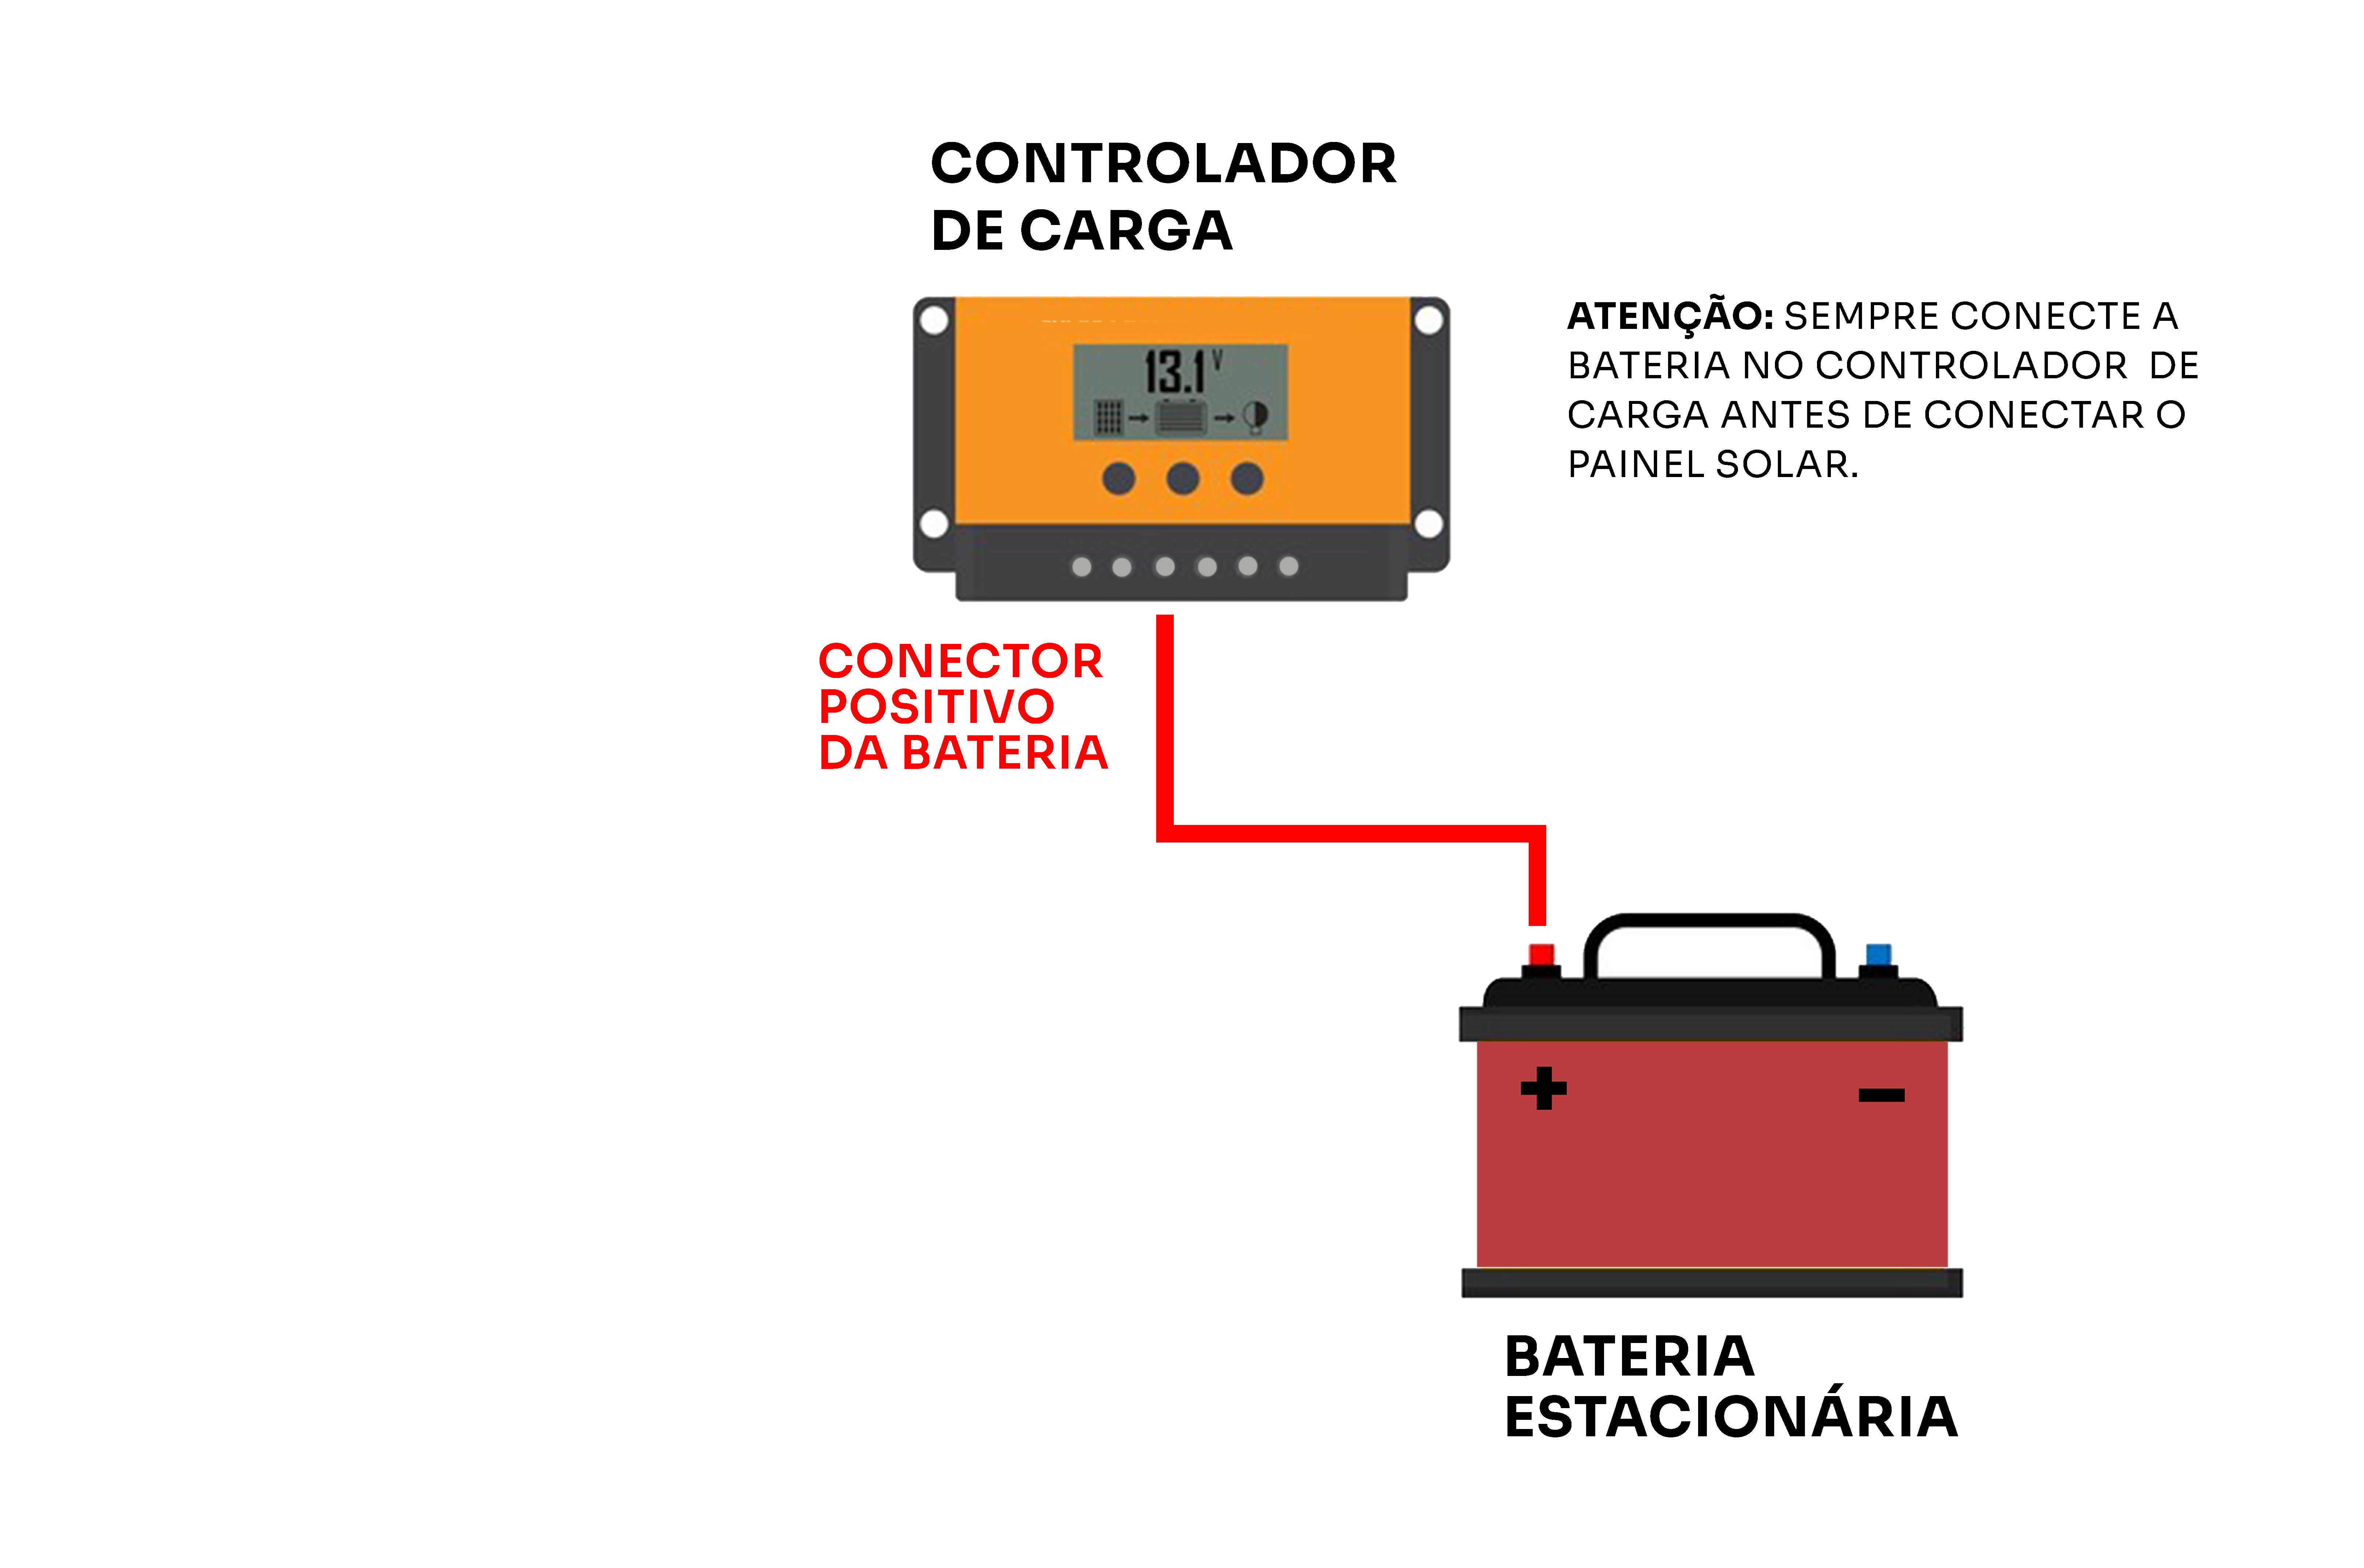 CONTROLADOR
DE CARGA
ATENÇÃO: SEMPRE CONECTE A
BATERIA NO CONTROLADOR DE
CARGA ANTES DE CONECTAR O
PAINEL SOLAR.
13.1 V
CONECTOR
POSITIVO
DA BATERIA
+ −
BATERIA
ESTACIONÁRIA